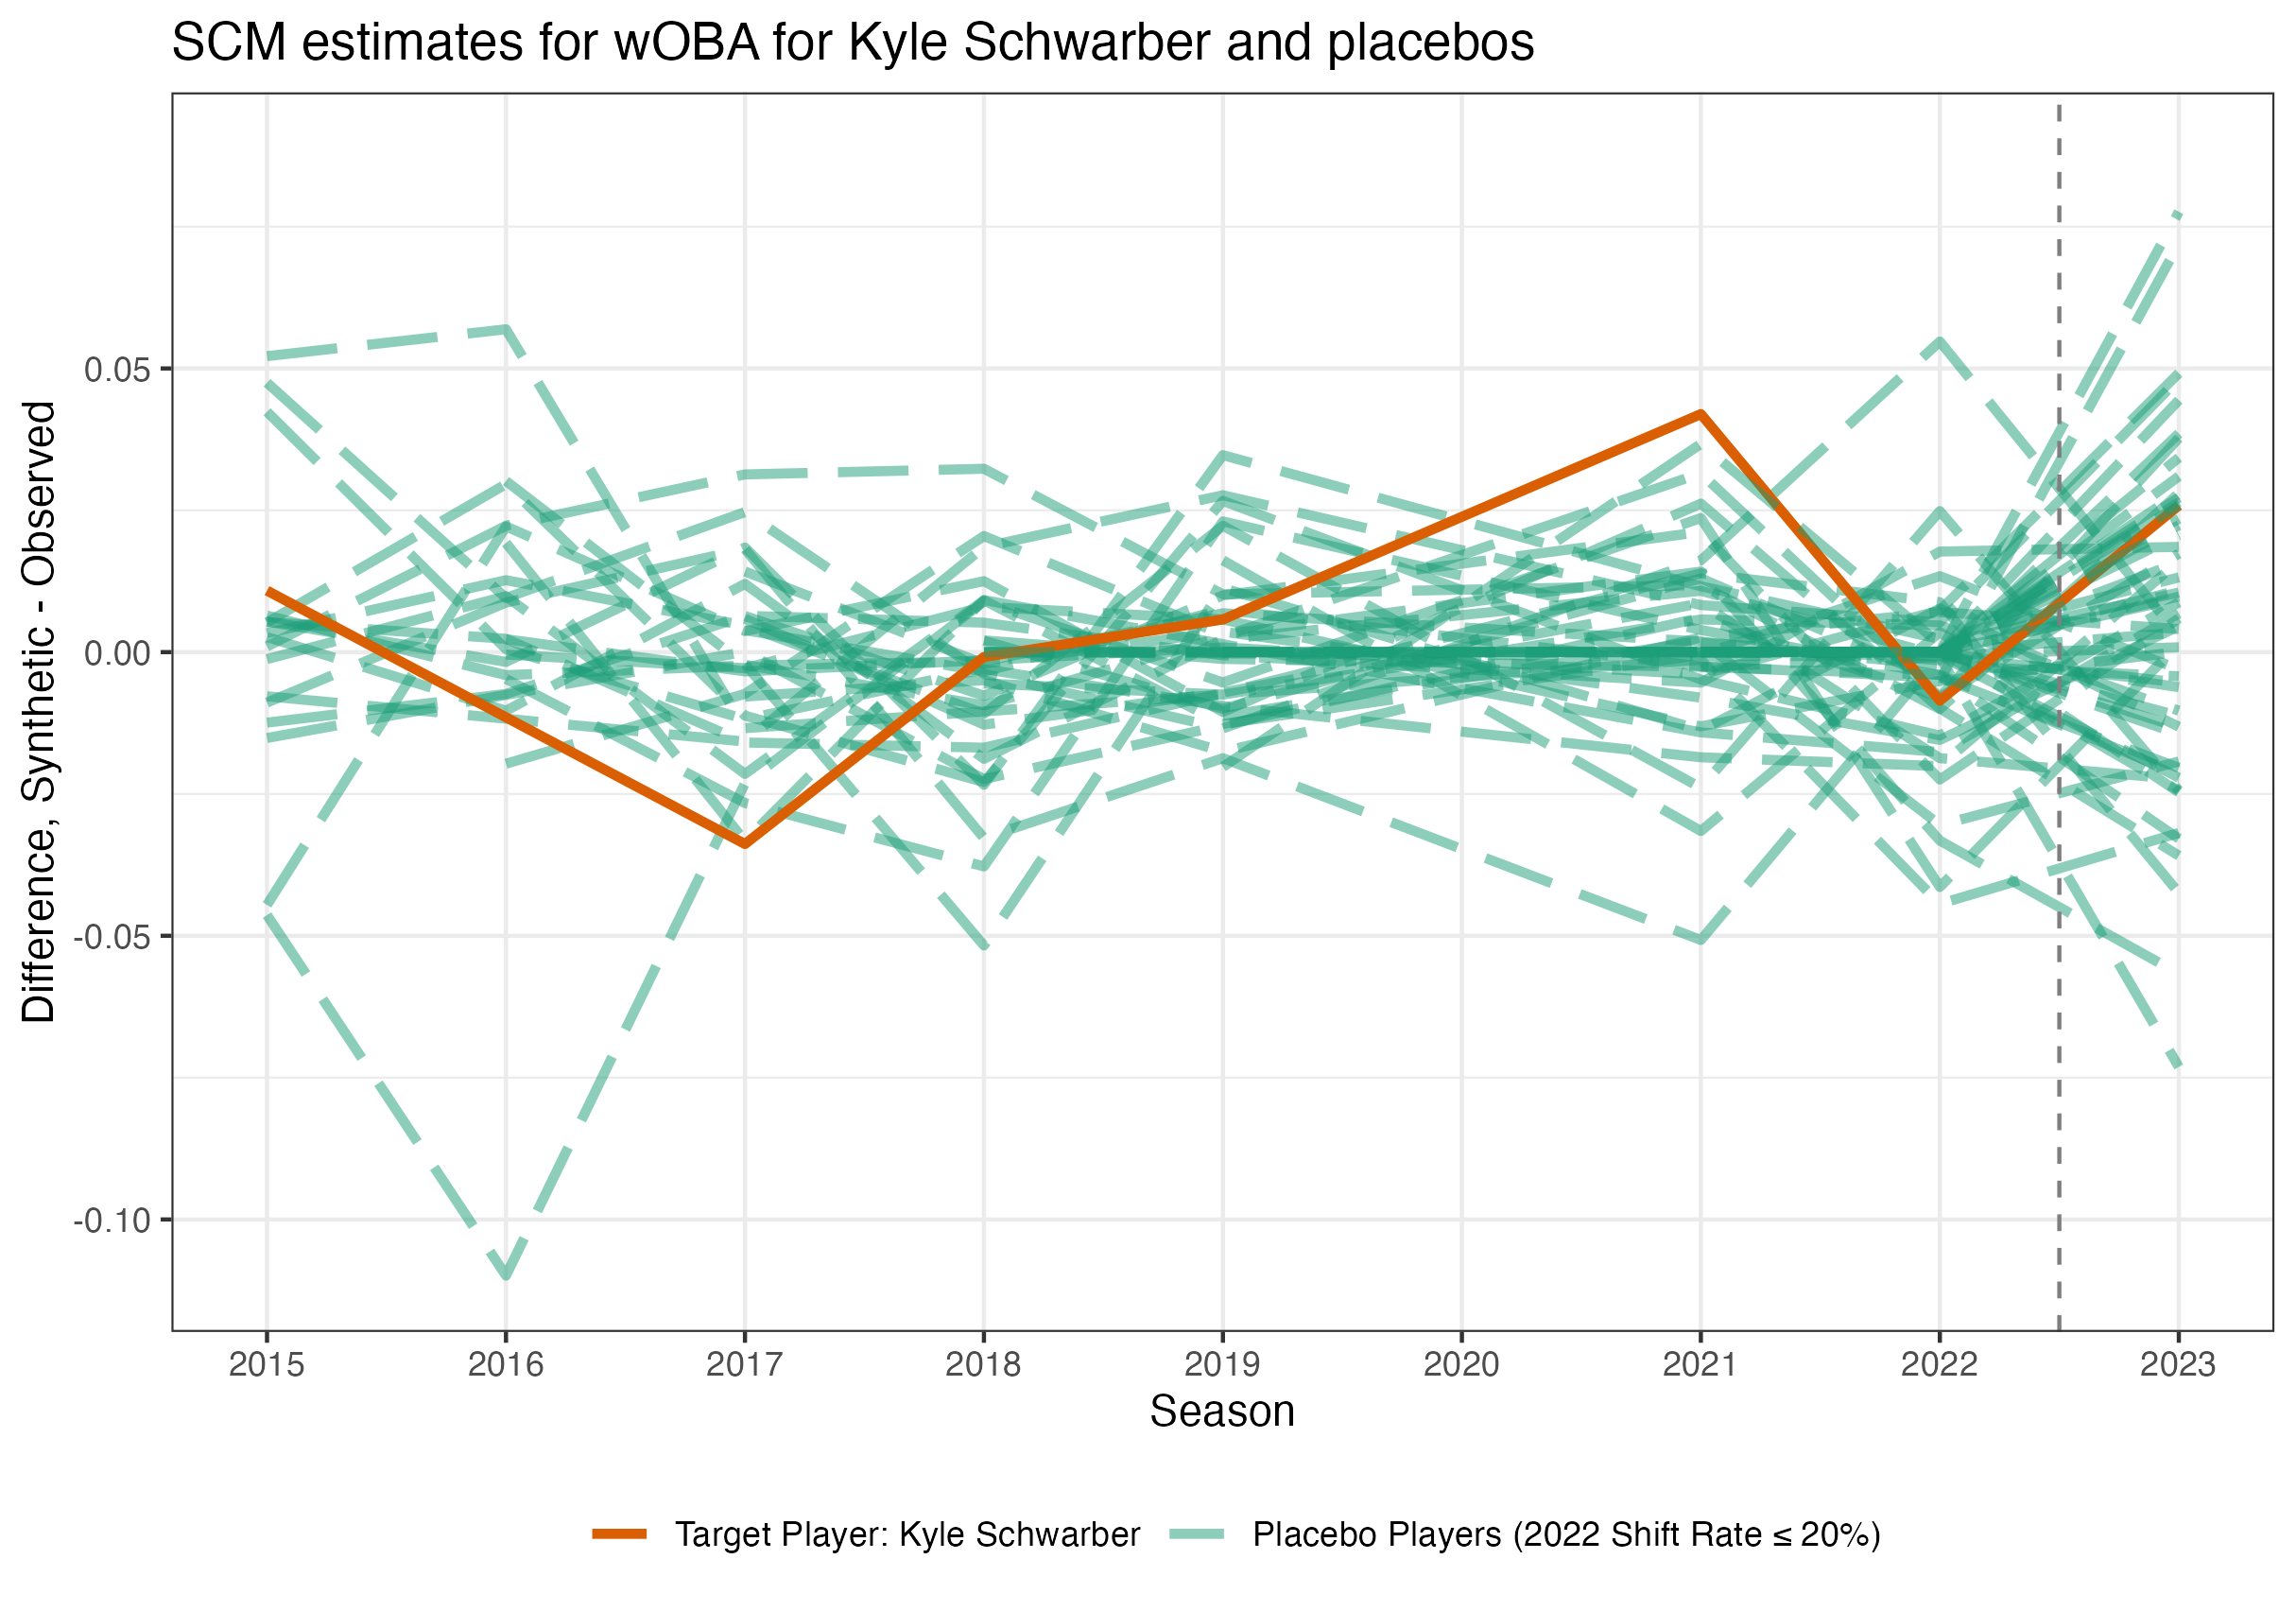 SCM estimates for wOBA for Kyle Schwarber and placebos
Difference, Synthetic - Observed
0.05
0.00
-0.05
-0.10
2015 2016 2017 2018 2019 2020 2021 2022 2023
Season
Target Player: Kyle Schwarber Placebo Players (2022 Shift Rate ≤ 20%)